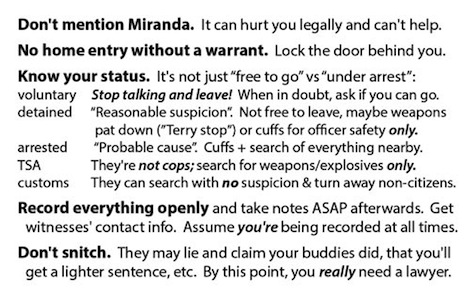 Don't mention Miranda. It can hurt you legally and can't help.
No home entry without a warrant. Lock the door behind you.
Know your status. It's not just "free to go" vs "under arrest":
voluntary Stop talking and leave! When in doubt, ask if you can go.
detained "Reasonable suspicion". Not free to leave, maybe weapons
pat down ("Terry stop") or cuffs for officer safety only.
arrested "Probable cause". Cuffs + search of everything nearby.
TSA They're not cops; search for weapons/explosives only.
customs They can search with no suspicion & turn away non-citizens.
Record everything openly and take notes ASAP afterwards. Get
witnesses' contact info. Assume you're being recorded at all times.
Don't snitch. They may lie and claim your buddies did, that you'll
get a lighter sentence, etc. By this point, you really need a lawyer.